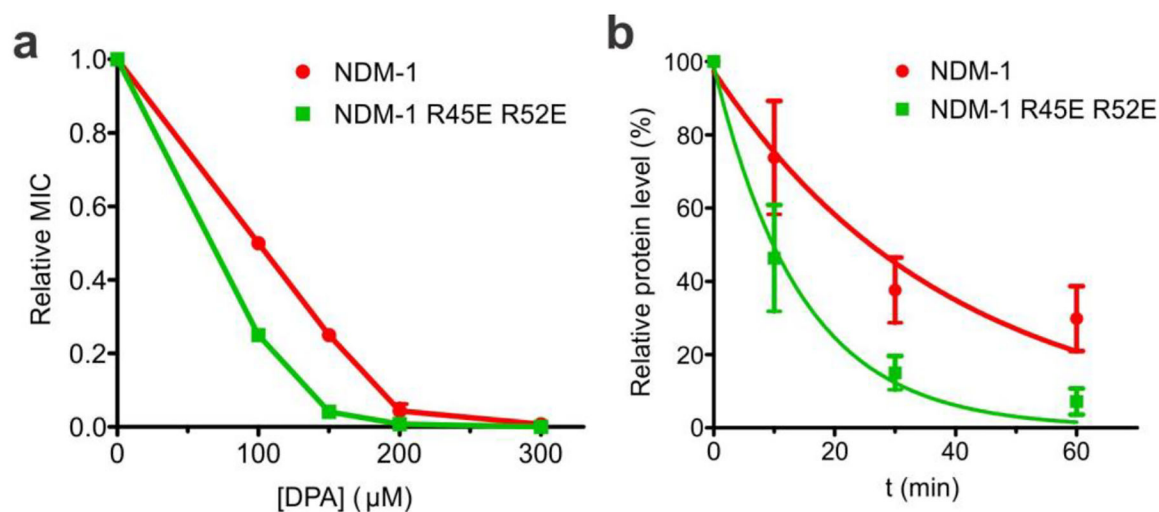 a
Relative MIC
1.0
0.8
0.6
0.4
0.2
0.0
0
100
200
300
[DPA] (µM)
NDM-1
NDM-1 R45E R52E
b
Relative protein level (%)
100
80
60
40
20
0
0
20
40
60
t (min)
NDM-1
NDM-1 R45E R52E